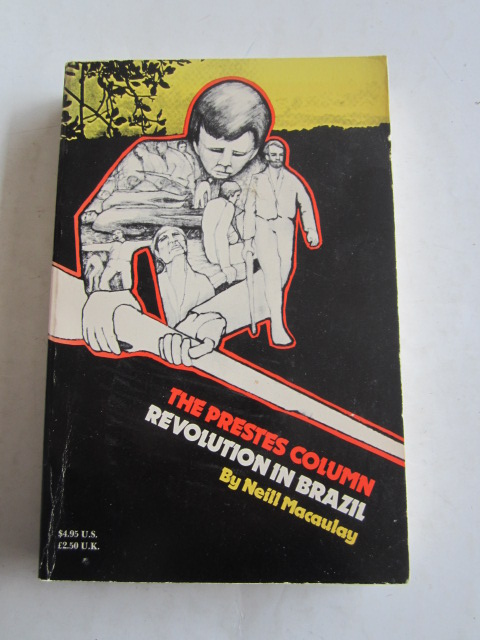 THE PRESTES COLUMN
REVOLUTION IN BRAZIL
By Neill Macaulay
$4.95 U.S.
£2.50 U.K.